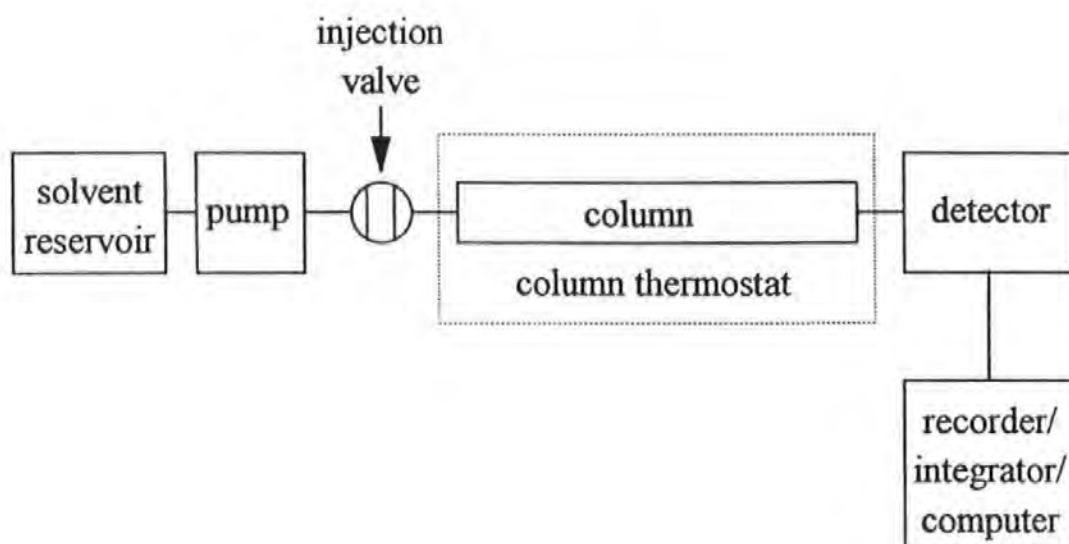 injection
valve
solvent
reservoir
pump
column
column thermostat
detector
recorder/
integrator/
computer